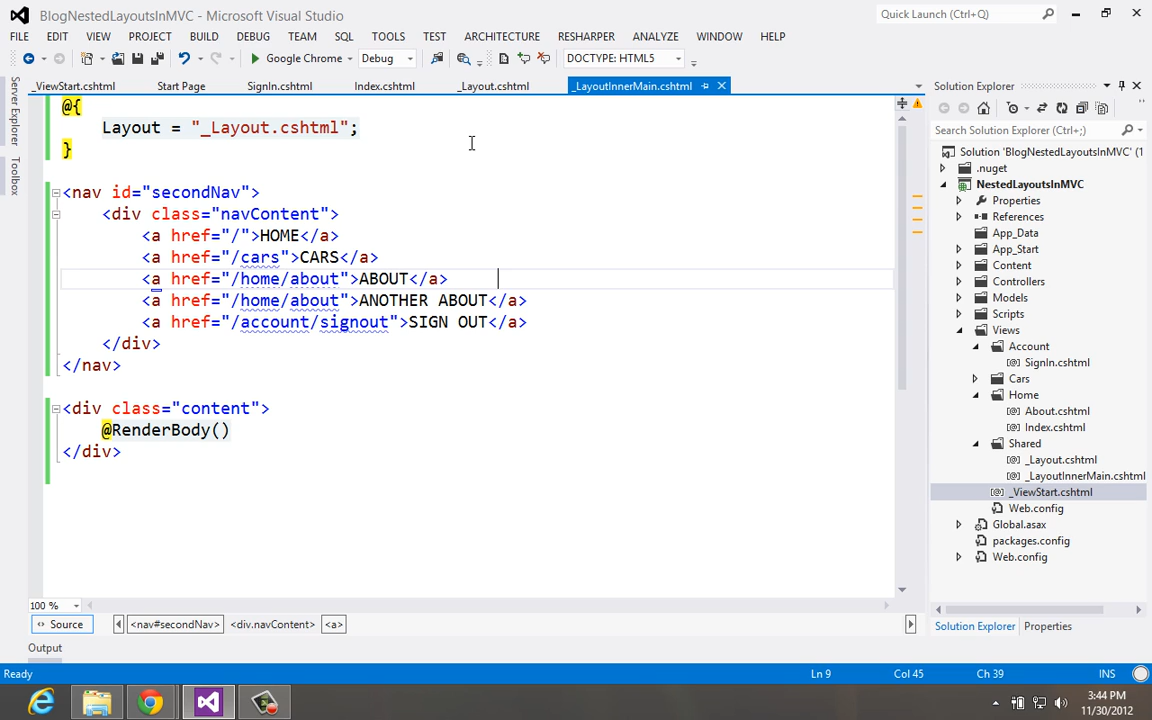 BlogNestedLayoutsInMVC - Microsoft Visual Studio
Quick Launch (Ctrl+Q)
FILE EDIT VIEW PROJECT BUILD DEBUG TEAM SQL TOOLS TEST ARCHITECTURE RESHARPER ANALYZE WINDOW HELP
Google Chrome Debug DOCTYPE: HTML5
_ViewStart.cshtml Start Page SignIn.cshtml Index.cshtml _Layout.cshtml _LayoutInnerMain.cshtml
Server Explorer
Toolbox
@{
Layout = "_Layout.cshtml";
}
<nav id="secondNav">
<div class="navContent">
<a href="/">HOME</a>
<a href="/cars">CARS</a>
<a href="/home/about">ABOUT</a>
<a href="/home/about">ANOTHER ABOUT</a>
<a href="/account/signout">SIGN OUT</a>
</div>
</nav>
<div class="content">
@RenderBody()
</div>
100 %
Source <nav#secondNav> <div.navContent> <a>
Output
Solution Explorer
Search Solution Explorer (Ctrl+;)
Solution 'BlogNestedLayoutsInMVC' (1
.nuget
NestedLayoutsInMVC
Properties
References
App_Data
App_Start
Content
Controllers
Models
Scripts
Views
Account
SignIn.cshtml
Cars
Home
About.cshtml
Index.cshtml
Shared
_Layout.cshtml
_LayoutInnerMain.cshtml
_ViewStart.cshtml
Web.config
Global.asax
packages.config
Web.config
Solution Explorer Properties
Ready Ln 9 Col 45 Ch 39 INS
3:44 PM
11/30/2012